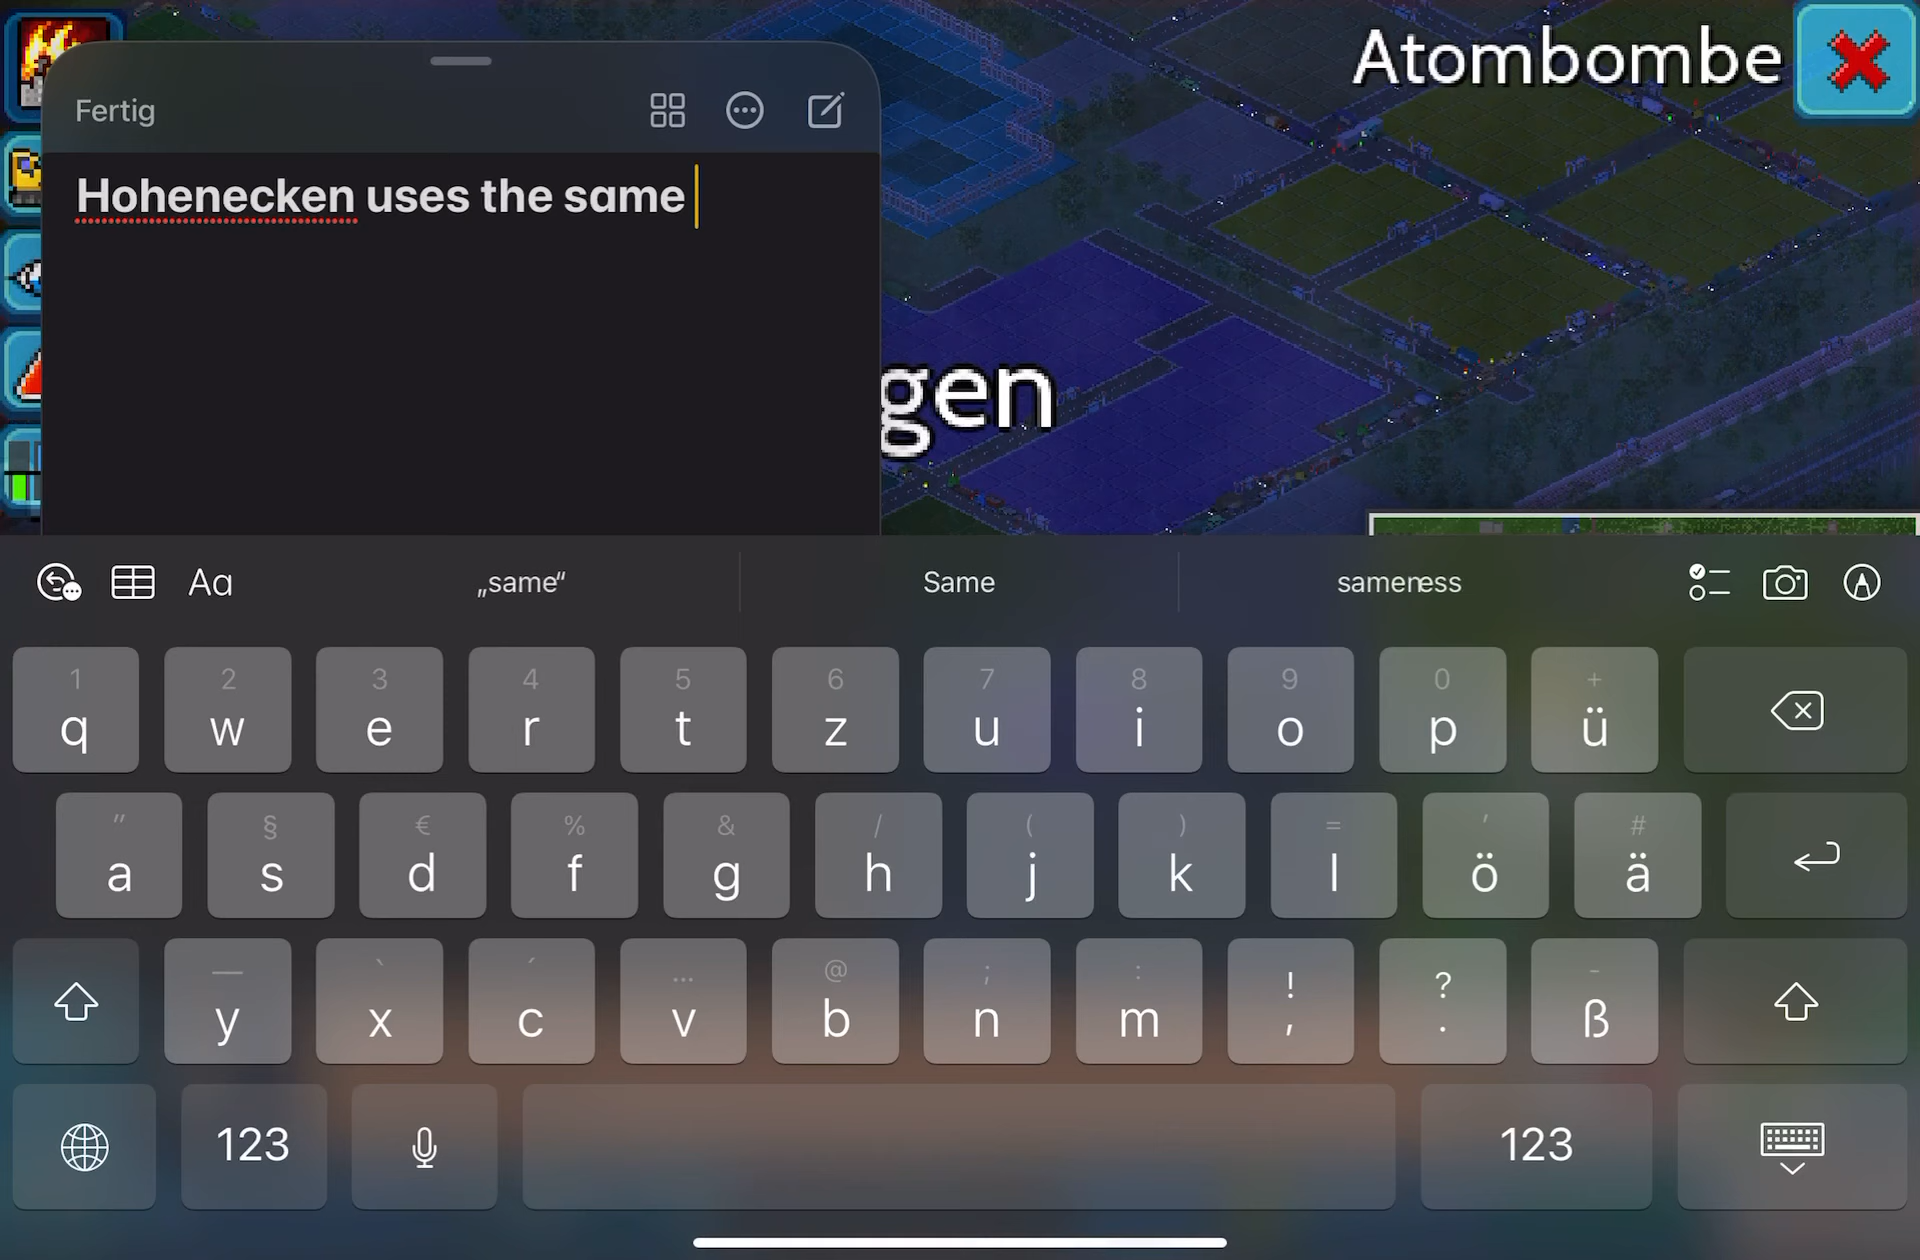 Atombombe
Fertig
Hohenecken uses the same
gen
Aa
„same“
Same
sameness
1 2 3 4 5 6 7 8 9 0 +
q w e r t z u i o p ü
" § € % & / ( ) = ' #
a s d f g h j k l ö ä
— ` ´ ... @ ; : ! ? -
y x c v b n m , . ß
123
123